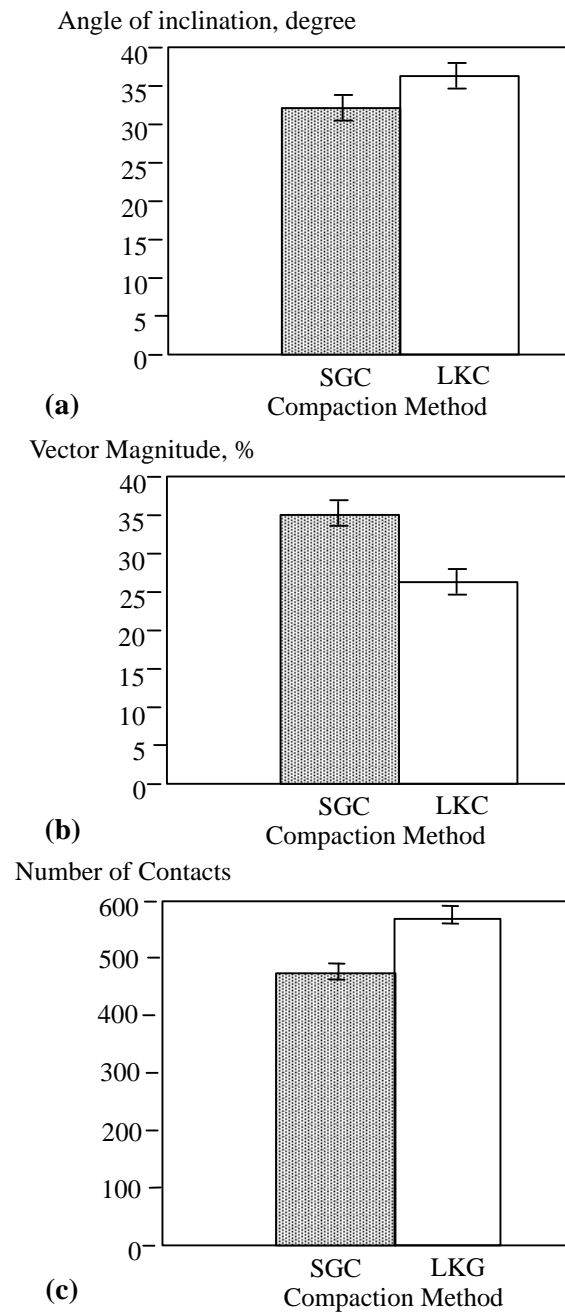 Angle of inclination, degree
40
35
30
25
20
15
10
5
0
SGC LKC
(a) Compaction Method
Vector Magnitude, %
40
35
30
25
20
15
10
5
0
SGC LKC
(b) Compaction Method
Number of Contacts
600
500
400
300
200
100
0
SGC LKG
(c) Compaction Method